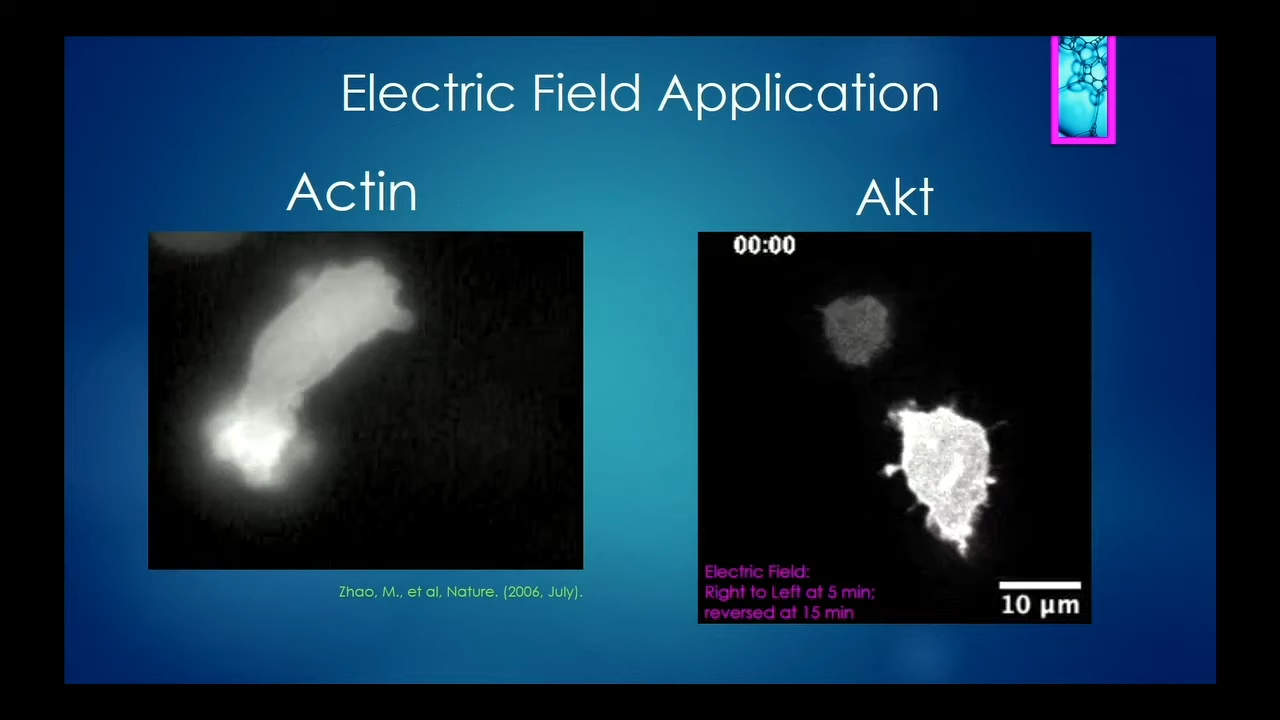 Electric Field Application
Actin
Akt
00:00
Electric Field:
Right to Left at 5 min;
reversed at 15 min
10 µm
Zhao, M., et al, Nature. (2006, July).